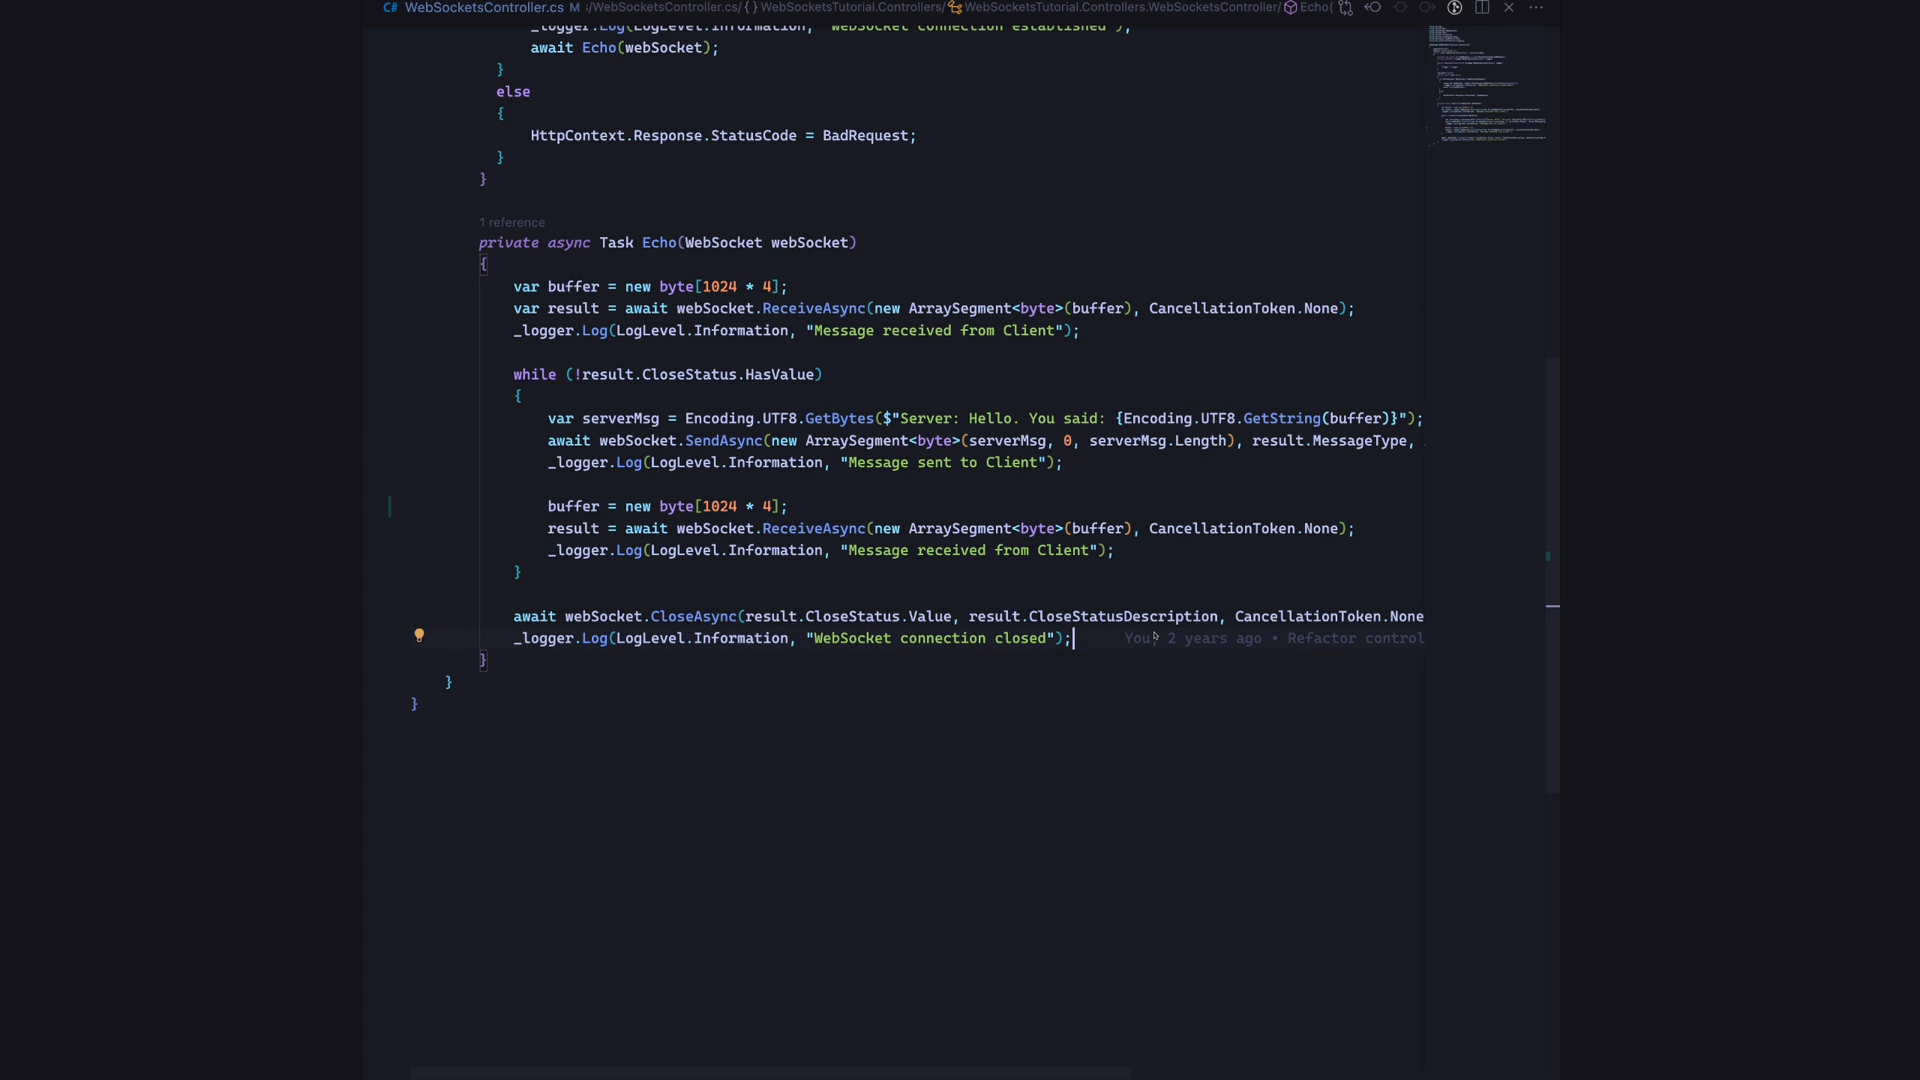 C# WebSocketsController.cs M :/WebSocketsController.cs/{ } WebSocketsTutorial.Controllers/ WebSocketsTutorial.Controllers.WebSocketsController/ Echo(
_logger.Log(LogLevel.Information, "WebSocket connection established");
await Echo(webSocket);
}
else
{
HttpContext.Response.StatusCode = BadRequest;
}
}
1 reference
private async Task Echo(WebSocket webSocket)
{
var buffer = new byte[1024 * 4];
var result = await webSocket.ReceiveAsync(new ArraySegment<byte>(buffer), CancellationToken.None);
_logger.Log(LogLevel.Information, "Message received from Client");
while (!result.CloseStatus.HasValue)
{
var serverMsg = Encoding.UTF8.GetBytes($"Server: Hello. You said: {Encoding.UTF8.GetString(buffer)}");
await webSocket.SendAsync(new ArraySegment<byte>(serverMsg, 0, serverMsg.Length), result.MessageType,
_logger.Log(LogLevel.Information, "Message sent to Client");
buffer = new byte[1024 * 4];
result = await webSocket.ReceiveAsync(new ArraySegment<byte>(buffer), CancellationToken.None);
_logger.Log(LogLevel.Information, "Message received from Client");
}
await webSocket.CloseAsync(result.CloseStatus.Value, result.CloseStatusDescription, CancellationToken.None
_logger.Log(LogLevel.Information, "WebSocket connection closed"); You, 2 years ago • Refactor control
}
}
}